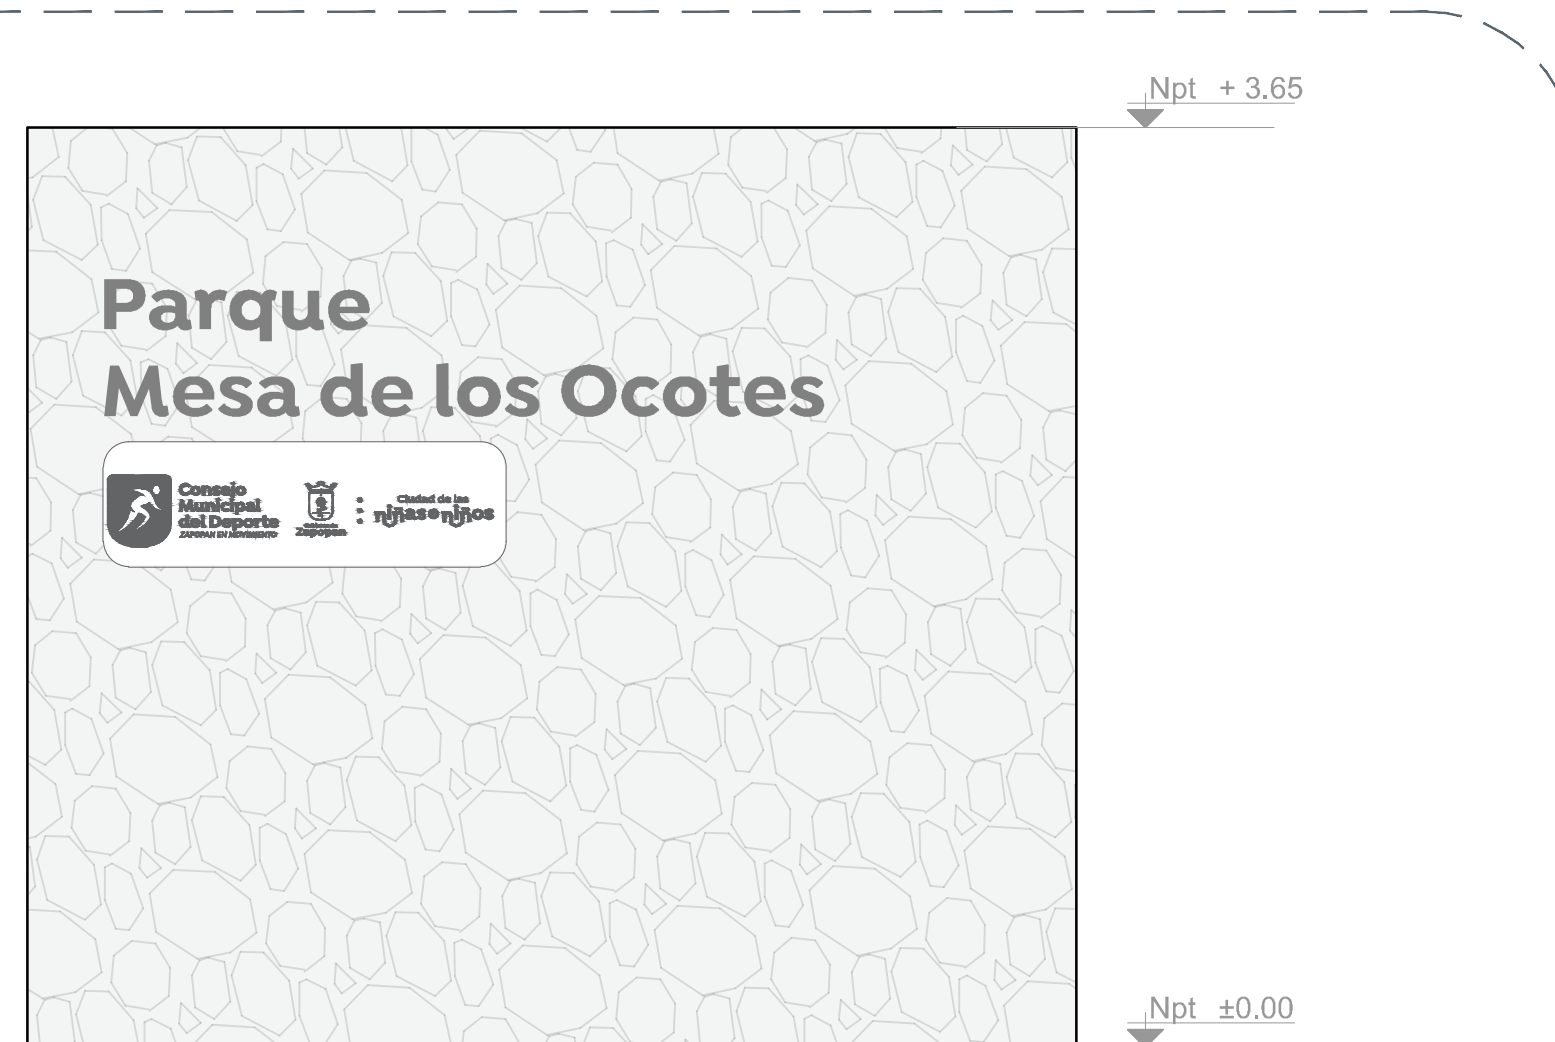 Npt + 3.65
Parque
Mesa de los Ocotes
Consejo
Municipal
del Deporte
ZAPOPAN EN MOVIMIENTO
Zapopan
Ciudad de las
niñas niños
Npt ±0.00